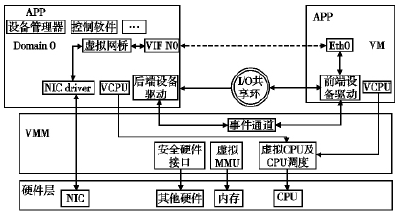 APP
设备管理器
控制软件
…
Domain 0
虚拟网桥
VIF N0
NIC driver
VCPU
后端设备
驱动
I/O共
享环
APP
Eth0
VM
前端设
备驱动
VCPU
事件通道
VMM
安全硬件
接口
虚拟
MMU
虚拟CPU及
CPU调度
硬件层
NIC
其他硬件
内存
CPU